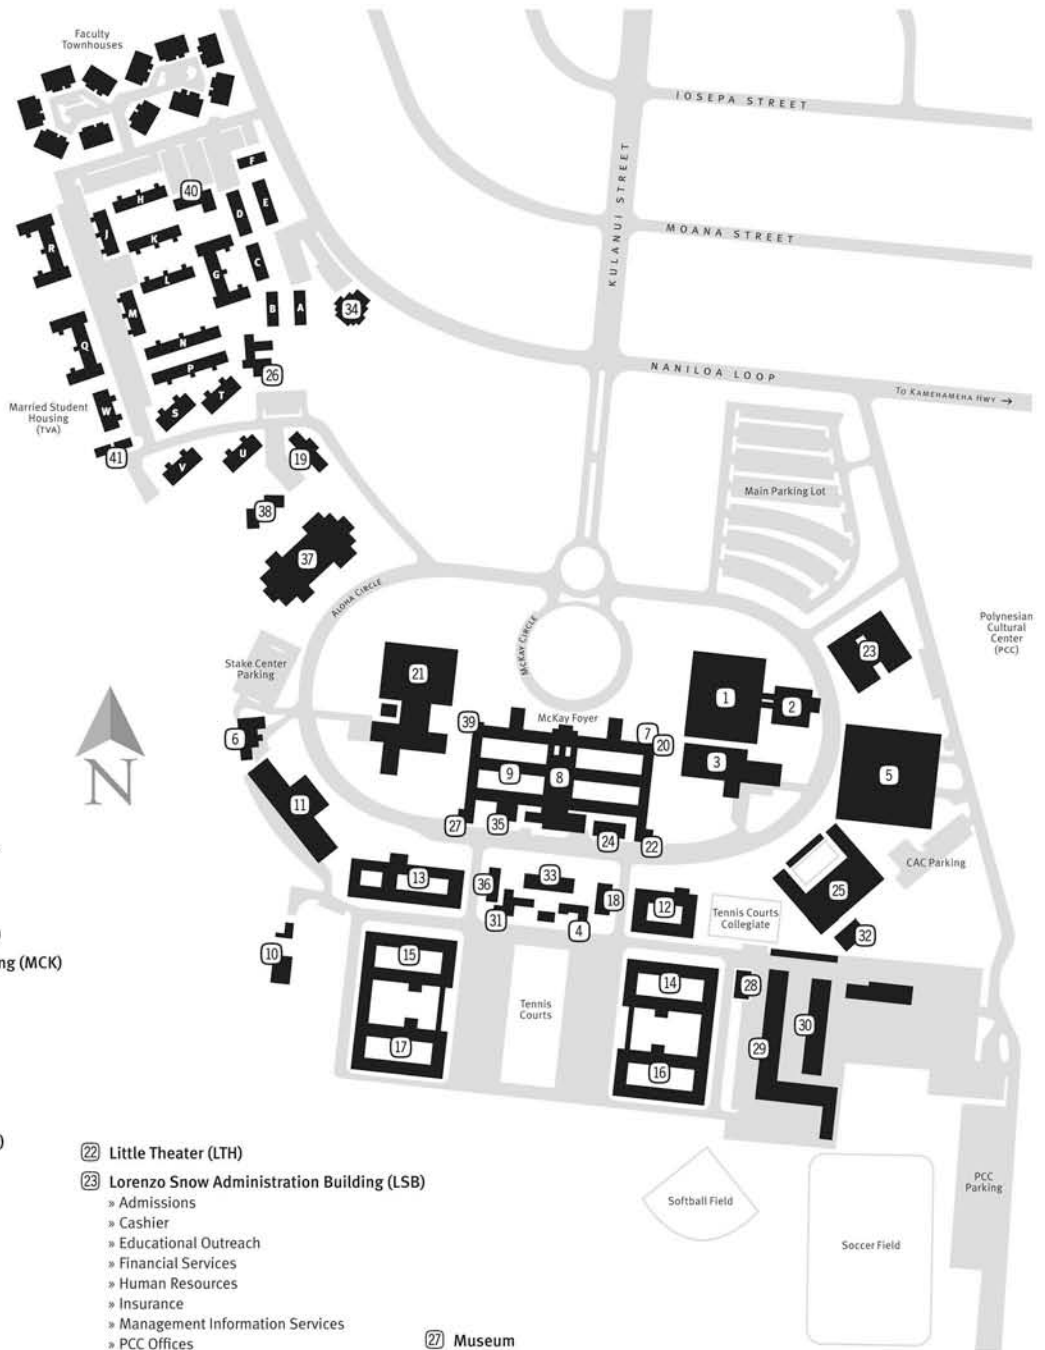 Faculty
Townhouses
IOSEPA STREET
KULANUI STREET
MOANA STREET
NANILOA LOOP
TO KAMEHAMEHA HWY →
F
H
40
E
D
J
K
R
G
C
L
M
B
A
34
N
Q
P
26
T
W
S
Married Student
Housing
(TVA)
41
V
U
19
38
37
Main Parking Lot
ALOHA CIRCLE
MCKAY CIRCLE
Polynesian
Cultural
Center
(PCC)
23
Stake Center
Parking
21
1
2
39
McKay Foyer
7
20
6
3
N
9
8
5
11
27
35
24
22
CAC Parking
13
36
33
18
12
25
31
4
Tennis Courts
Collegiate
32
10
15
14
28
Tennis
Courts
30
17
16
29
)
ng (MCK)
)
22 Little Theater (LTH)
23 Lorenzo Snow Administration Building (LSB)
» Admissions
» Cashier
» Educational Outreach
» Financial Services
» Human Resources
» Insurance
» Management Information Services
» PCC Offices
27 Museum
Softball Field
Soccer Field
PCC
Parking